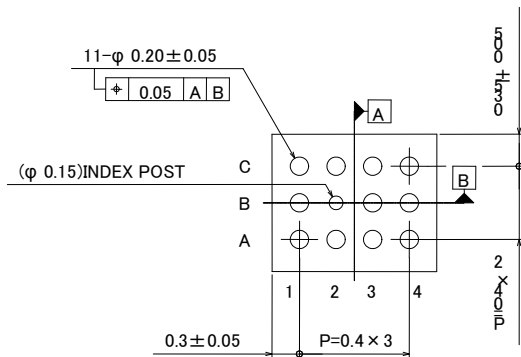 11-φ 0.20±0.05
⌖ 0.05 A B
A
(φ 0.15)INDEX POST
C
B
B
A
1 2 3 4
0.3±0.05
P=0.4×3